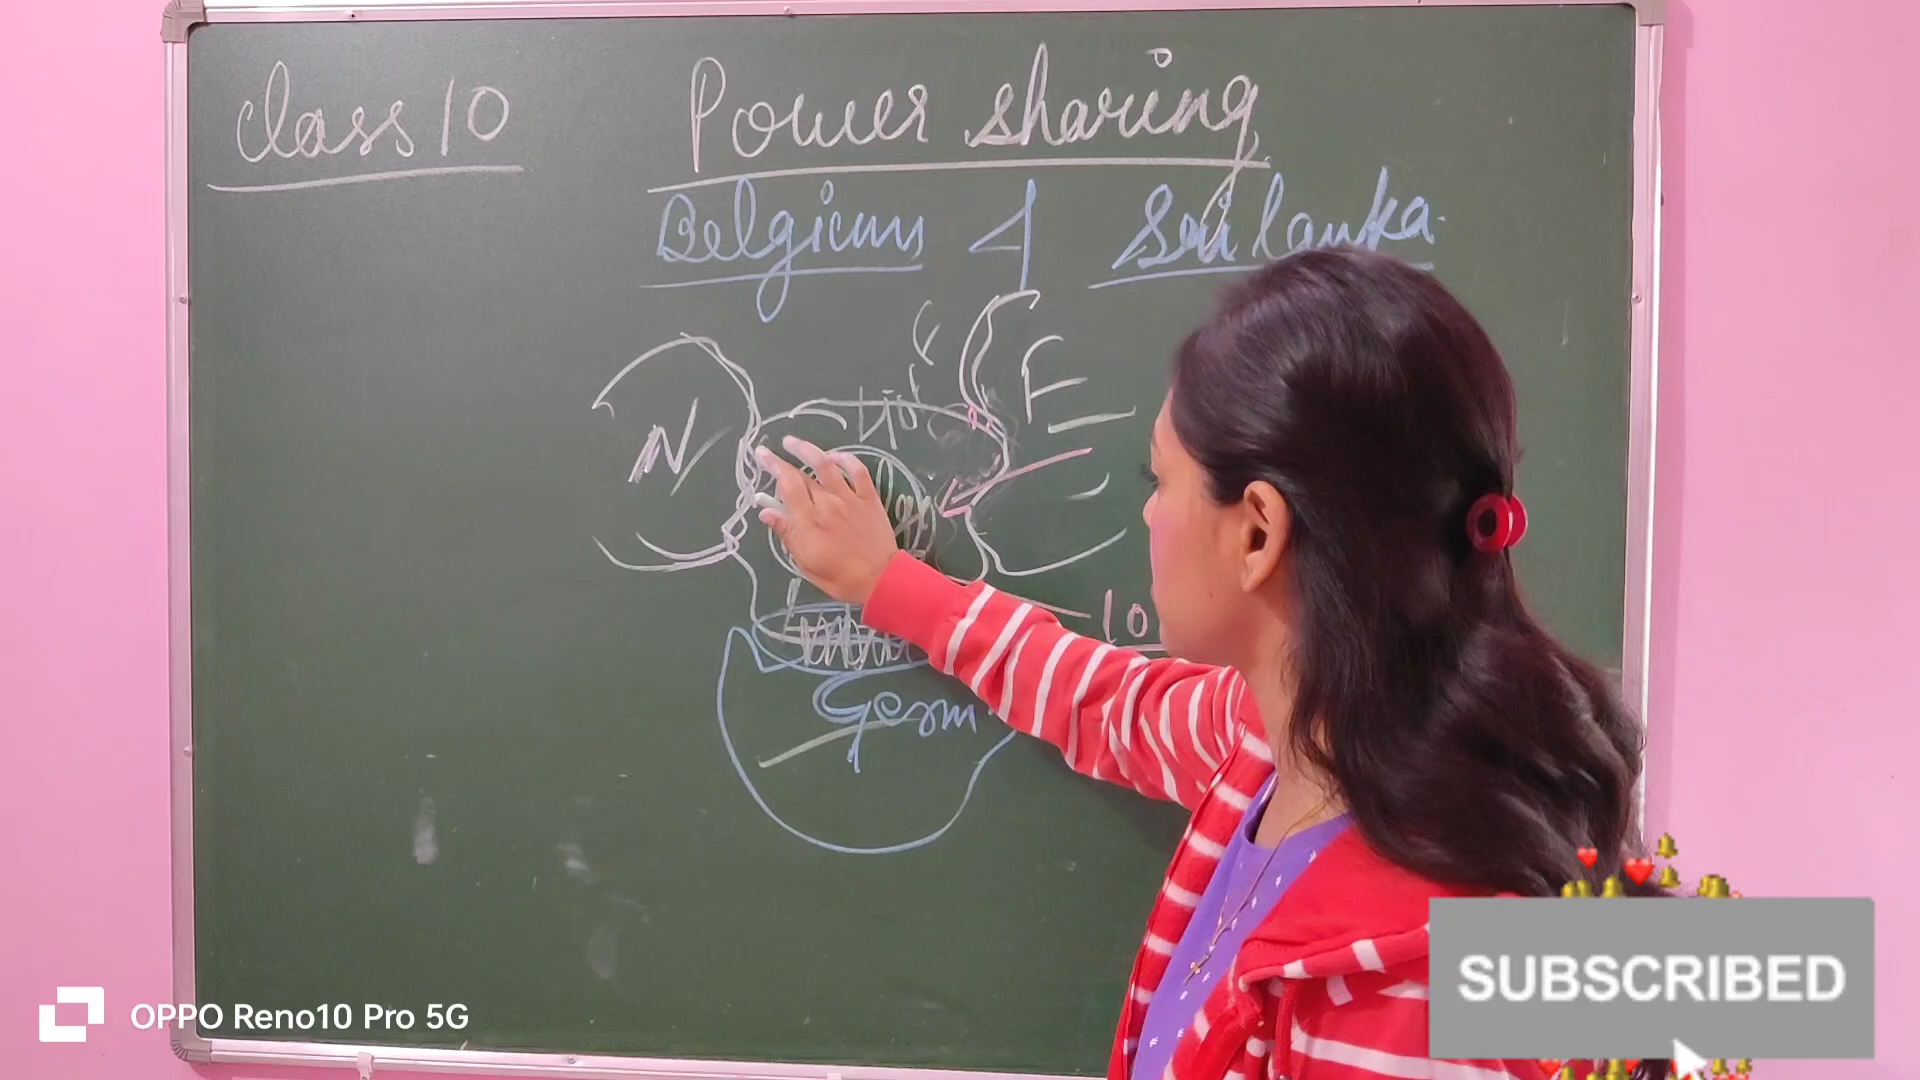 Class 10
Power sharing
Belgium & Sri lanka
N
F
10
Germ
SUBSCRIBED
OPPO Reno10 Pro 5G